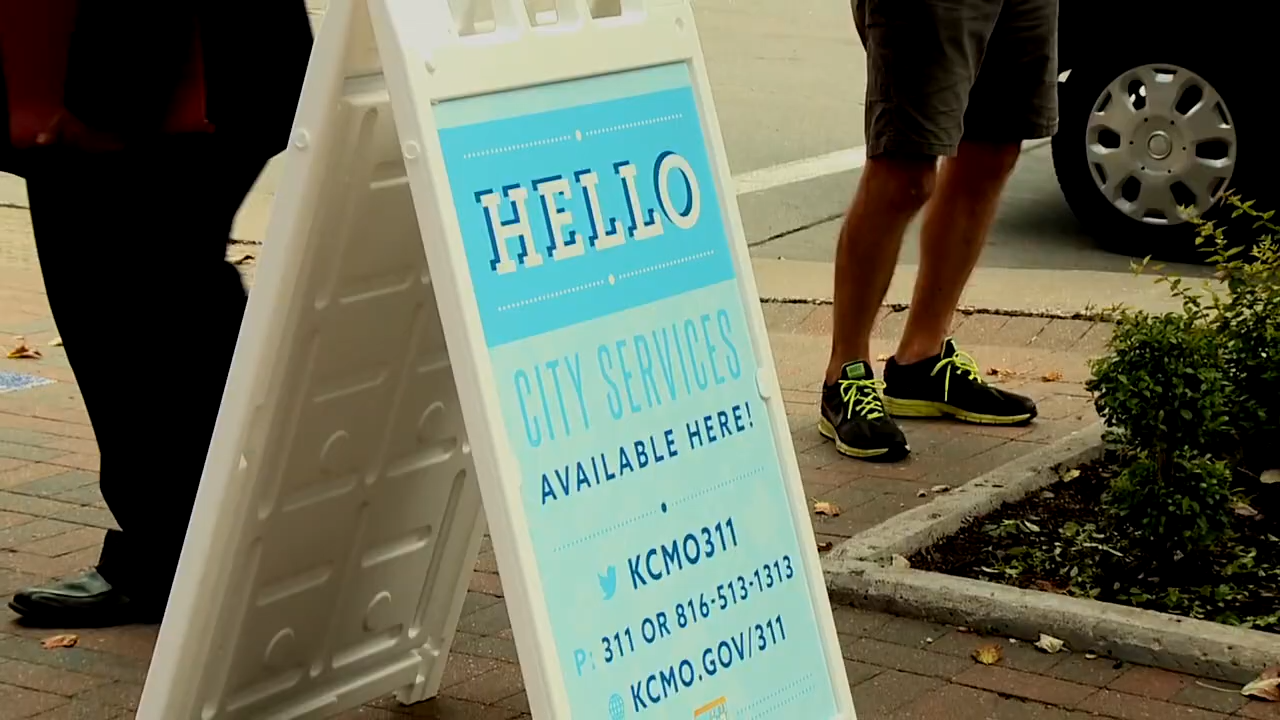 HELLO
CITY SERVICES
AVAILABLE HERE!
KCMO311
P: 311 OR 816-513-1313
KCMO.GOV/311